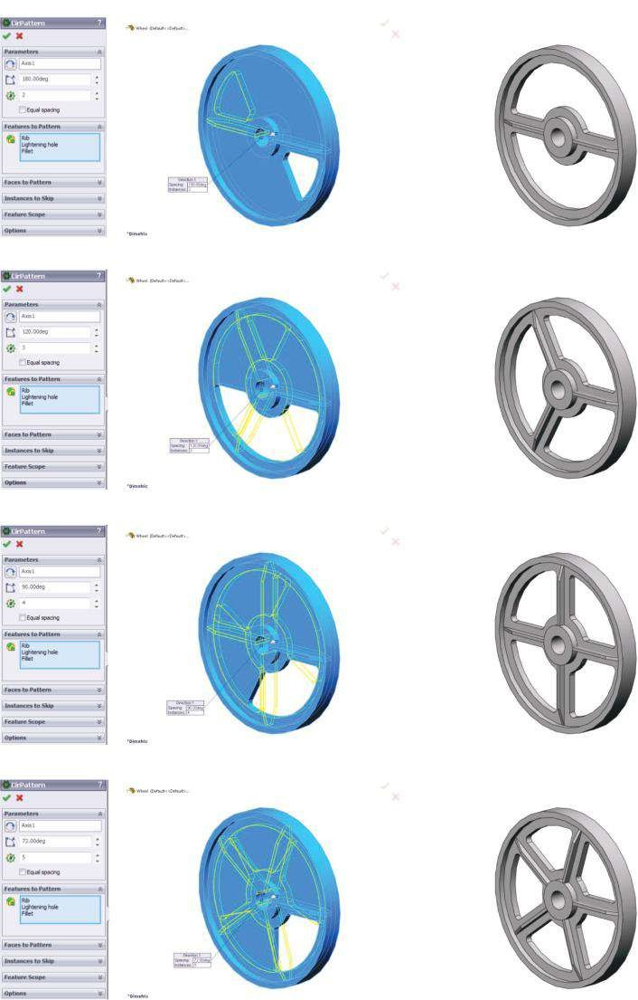 CirPattern ?
Wheel (Default<<Default>...
Parameters
Axis1
180.00deg
2
Equal spacing
Features to Pattern
Rib
Lightening hole
Fillet
Faces to Pattern
Instances to Skip
Feature Scope
Options
Direction 1
Spacing: 180.00deg
Instances: 2
*Dimetric
CirPattern ?
Wheel (Default<<Default>...
Parameters
Axis1
120.00deg
3
Equal spacing
Features to Pattern
Rib
Lightening hole
Fillet
Faces to Pattern
Instances to Skip
Feature Scope
Options
Direction 1
Spacing: 120.00deg
Instances: 3
*Dimetric
CirPattern ?
Wheel (Default<<Default>...
Parameters
Axis1
90.00deg
4
Equal spacing
Features to Pattern
Rib
Lightening hole
Fillet
Faces to Pattern
Instances to Skip
Feature Scope
Options
Direction 1
Spacing: 90.00deg
Instances: 4
*Dimetric
CirPattern ?
Wheel (Default<<Default>...
Parameters
Axis1
72.00deg
5
Equal spacing
Features to Pattern
Rib
Lightening hole
Fillet
Faces to Pattern
Instances to Skip
Feature Scope
Options
Direction 1
Spacing: 72.00deg
Instances: 5
*Dimetric